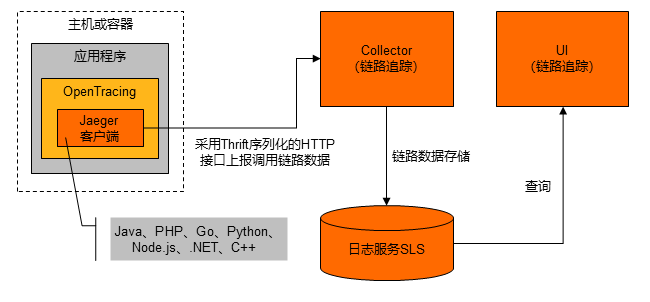 主机或容器
应用程序
OpenTracing
Jaeger
客户端
采用Thrift序列化的HTTP
接口上报调用链路数据
Java、PHP、Go、Python、
Node.js、.NET、C++
Collector
（链路追踪）
链路数据存储
日志服务SLS
UI
（链路追踪）
查询